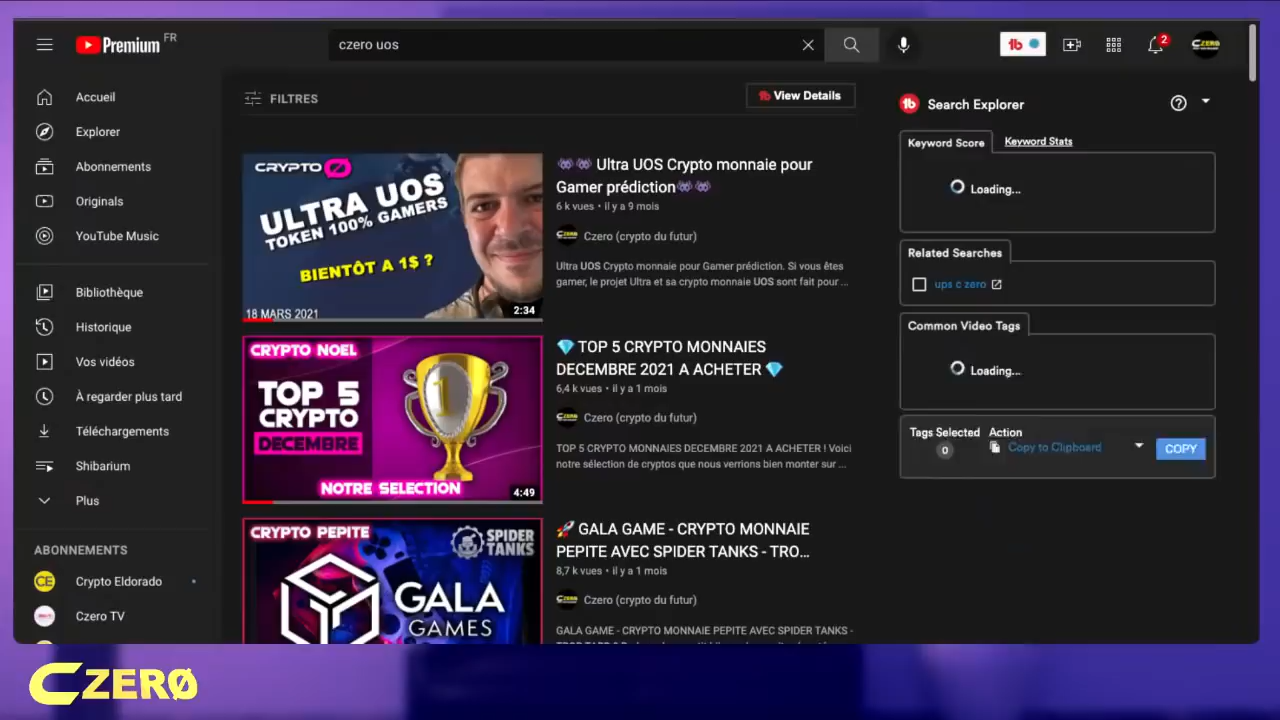 Premium FR
czero uos
2
CZERO
Accueil
Explorer
Abonnements
Originals
YouTube Music
Bibliothèque
Historique
Vos vidéos
À regarder plus tard
Téléchargements
Shibarium
Plus
ABONNEMENTS
CE Crypto Eldorado
Czero TV
FILTRES
View Details
CRYPTO
ULTRA UOS
TOKEN 100% GAMERS
BIENTÔT A 1$ ?
18 MARS 2021
2:34
👾👾 Ultra UOS Crypto monnaie pour
Gamer prédiction👾👾
6 k vues • il y a 9 mois
Czero (crypto du futur)
Ultra UOS Crypto monnaie pour Gamer prédiction. Si vous êtes
gamer, le projet Ultra et sa crypto monnaie UOS sont fait pour ...
CRYPTO NOEL
TOP 5
CRYPTO
DECEMBRE
1
NOTRE SELECTION
4:49
💎 TOP 5 CRYPTO MONNAIES
DECEMBRE 2021 A ACHETER 💎
6,4 k vues • il y a 1 mois
Czero (crypto du futur)
TOP 5 CRYPTO MONNAIES DECEMBRE 2021 A ACHETER ! Voici
notre sélection de cryptos que nous verrions bien monter sur ...
CRYPTO PEPITE
SPIDER
TANKS
GALA
GAMES
🚀 GALA GAME - CRYPTO MONNAIE
PEPITE AVEC SPIDER TANKS - TRO...
8,7 k vues • il y a 1 mois
Czero (crypto du futur)
GALA GAME - CRYPTO MONNAIE PEPITE AVEC SPIDER TANKS -
Search Explorer
Keyword Score Keyword Stats
Loading...
Related Searches
ups c zero
Common Video Tags
Loading...
Tags Selected Action
0 Copy to Clipboard COPY
CZERØ